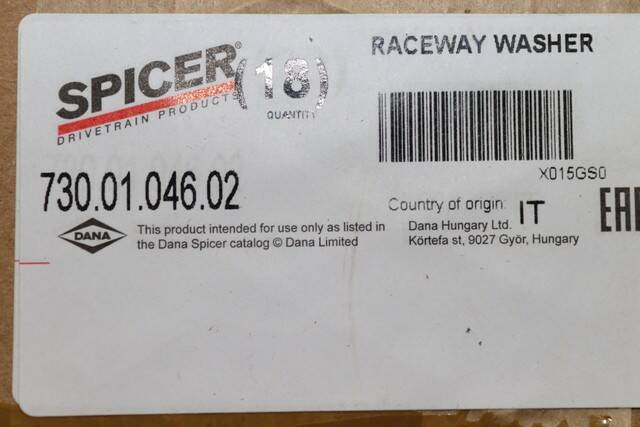 SPICER®
DRIVETRAIN PRODUCTS
(18)
QUANTITY
RACEWAY WASHER
X015GS0
730.01.046.02
Country of origin IT
DANA
This product intended for use only as listed in
the Dana Spicer catalog © Dana Limited
Dana Hungary Ltd.
Körtefa st, 9027 Györ, Hungary
EAC